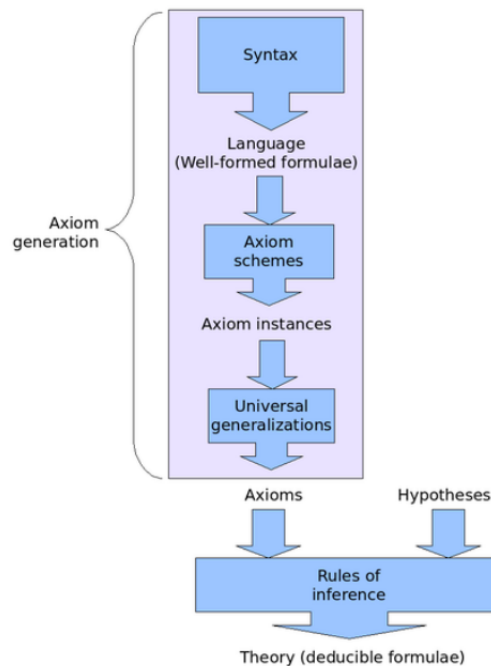 Syntax
Language
(Well-formed formulae)
Axiom
generation
Axiom
schemes
Axiom instances
Universal
generalizations
Axioms
Hypotheses
Rules of
inference
Theory (deducible formulae)